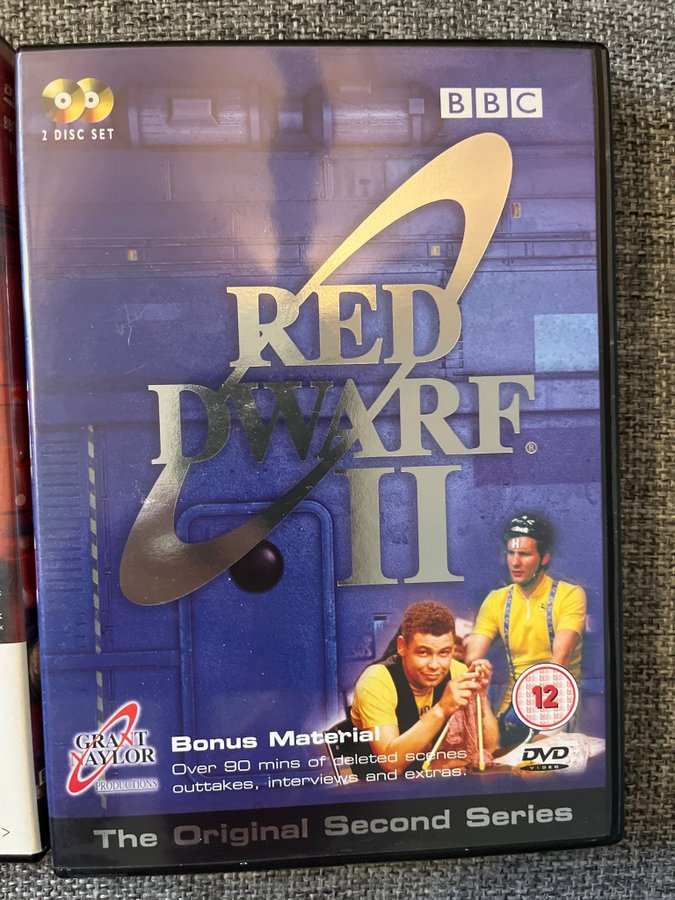 2 DISC SET
BBC
RED
DWARF®
II
H
12
GRANT
NAYLOR
PRODUCTIONS
Bonus Material
Over 90 mins of deleted scenes
outtakes, interviews and extras.
DVD
VIDEO
The Original Second Series